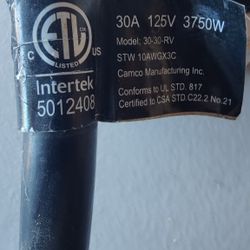 ETL
CM
C US
LISTED
Intertek
5012408
30A 125V 3750W
Model: 30-30-RV
STW 10AWGX3C
Camco Manufacturing Inc.
Conforms to UL STD. 817
Certified to CSA STD.C22.2 No.21